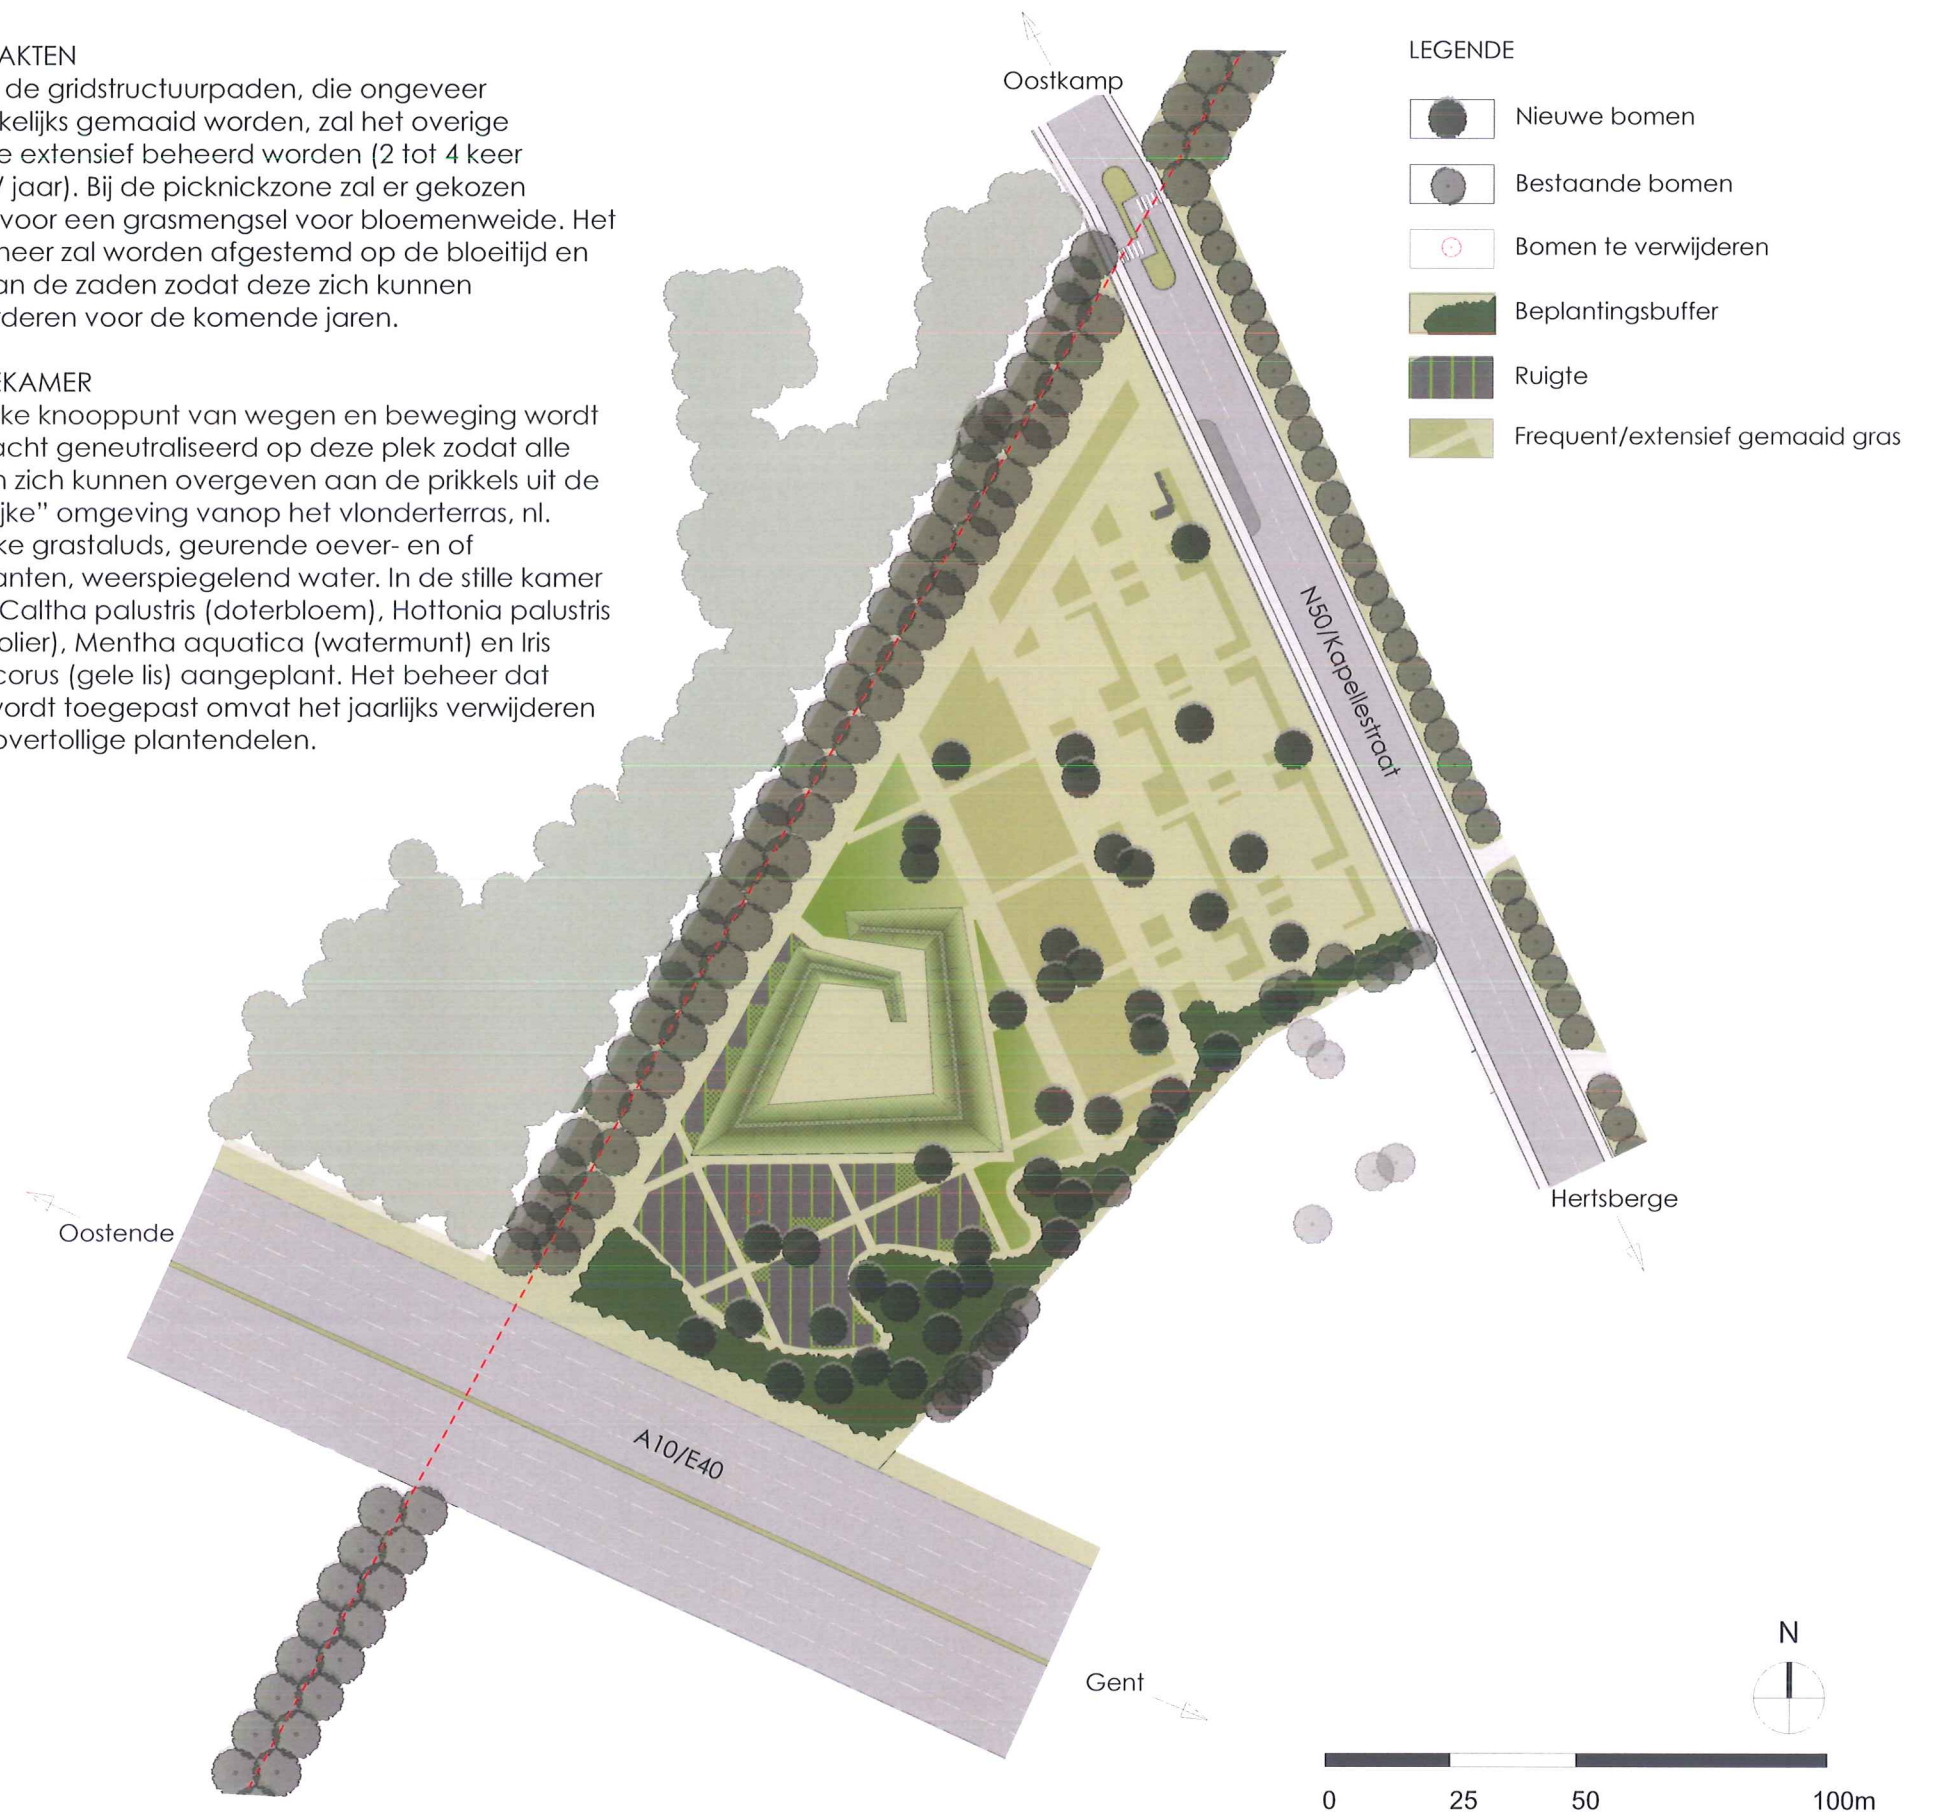 AKTEN
de gridstructuurpaden, die ongeveer
kelijks gemaaid worden, zal het overige
e extensief beheerd worden (2 tot 4 keer
/ jaar). Bij de picknickzone zal er gekozen
voor een grasmengsel voor bloemenweide. Het
neer zal worden afgestemd op de bloeitijd en
an de zaden zodat deze zich kunnen
rderen voor de komende jaren.
EKAMER
ke knooppunt van wegen en beweging wordt
acht geneutraliseerd op deze plek zodat alle
n zich kunnen overgeven aan de prikkels uit de
ijke” omgeving vanop het vlonderterras, nl.
ke grastaluds, geurende oever- en of
anten, weerspiegelend water. In de stille kamer
Caltha palustris (doterbloem), Hottonia palustris
olier), Mentha aquatica (watermunt) en Iris
corus (gele lis) aangeplant. Het beheer dat
wordt toegepast omvat het jaarlijks verwijderen
overtollige plantendelen.
Oostkamp
N50/Kapellestraat
Hertsberge
Oostende
A10/E40
Gent
LEGENDE
Nieuwe bomen
Bestaande bomen
Bomen te verwijderen
Beplantingsbuffer
Ruigte
Frequent/extensief gemaaid gras
N
0 25 50 100m